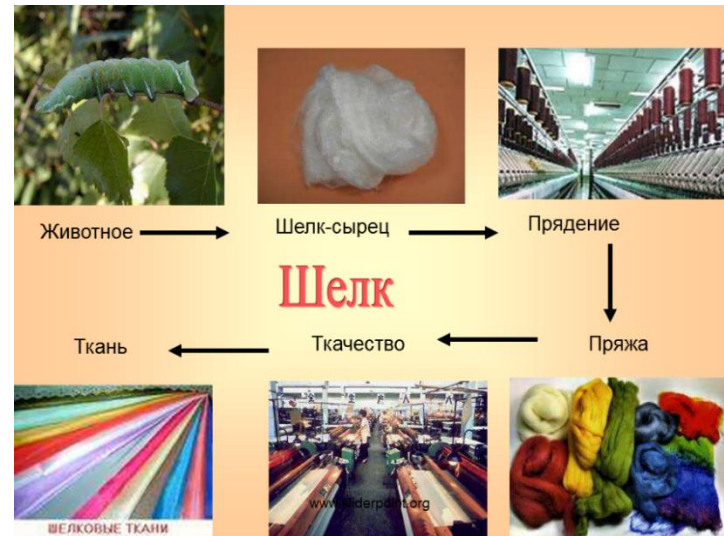 Животное
Шелк-сырец
Прядение
Шелк
Ткань
Ткачество
Пряжа
www.sliderpoint.org
ШЕЛКОВЫЕ ТКАНИ